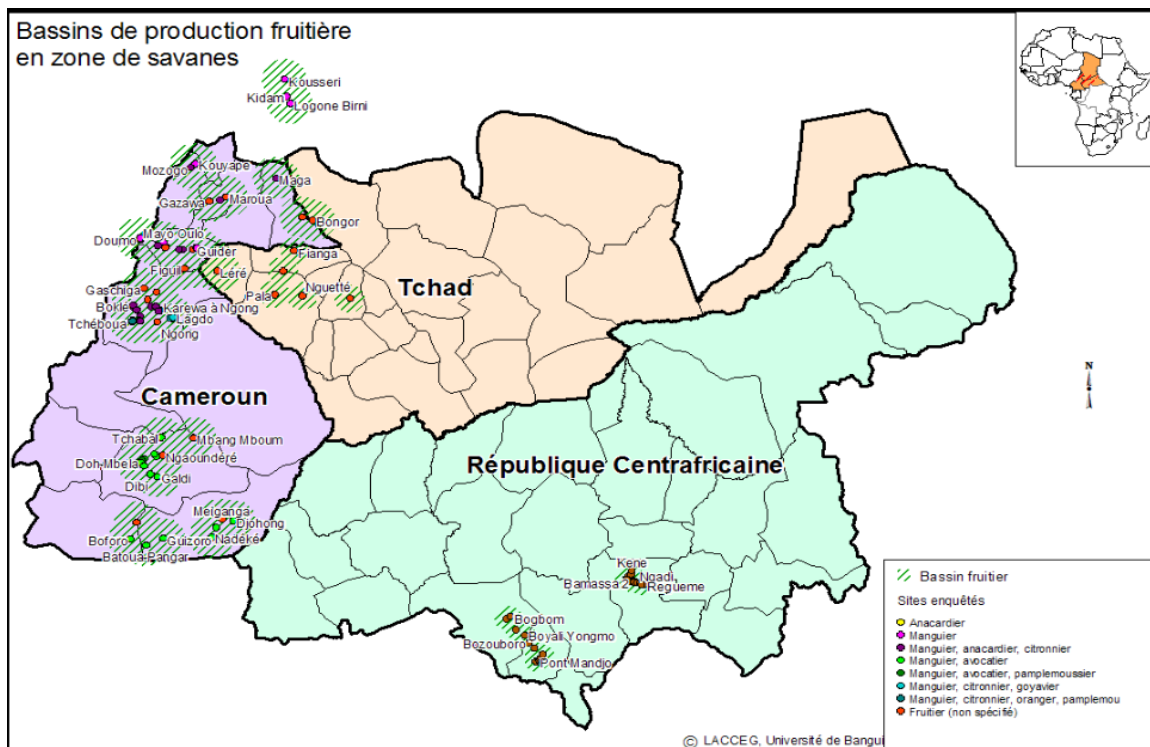 Bassins de production fruitière
en zone de savanes
Kousseri
Kidam
Logone Birni
Kouyape
Mozogo
Maga
Gazawa
Maroua
Bongor
Mayo Oulo
Doumo
Guider
Fianga
Figuil
Léré
Nguetté
Pala
Tchad
Gaschiga
Boklé
Karewa à Ngong
Tchéboua
Lagdo
Ngong
Cameroun
Tchabal
Mbang Mboum
Ngaoundéré
Doh-Mbela
Galdi
Dibi
République Centrafricaine
Meiganga
Djohong
Boforo
Guizoro
Nadéké
Batoua-Pangar
Kene
Ngadi
Bamassa 2
Regueme
Bogbom
Boyali Yongmo
Bozouboro
Pont Mandjo
N
Bassin fruitier
Sites enquêtés
Anacardier
Manguier
Manguier, anacardier, citronnier
Manguier, avocatier
Manguier, avocatier, pamplemoussier
Manguier, citronnier, goyavier
Manguier, citronnier, oranger, pamplemou
Fruitier (non spécifié)
© LACCEG, Université de Bangui